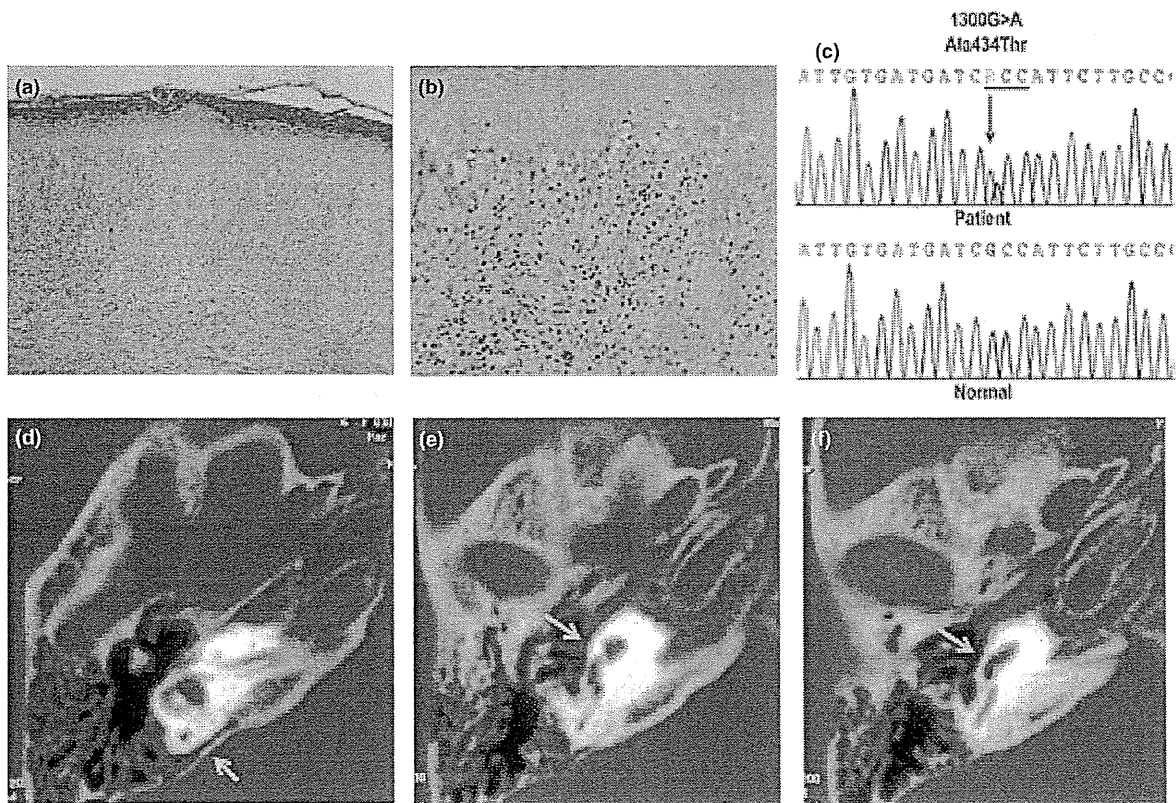 1300G>A
Ala434Thr
(a)
(b)
(c)
ATTGTGATGATCRCCATTCTTGCC
Patient
ATTGTGATGATCGCCATTCTTGCC
Normal
(d)
(e)
(f)